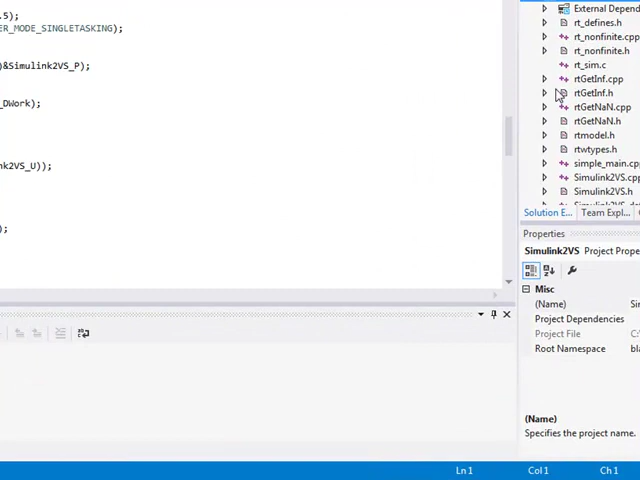 .5);
ER_MODE_SINGLETASKING);
)&Simulink2VS_P);
_DWork);
nk2VS_U));
);
External Depend
rt_defines.h
rt_nonfinite.cpp
rt_nonfinite.h
rt_sim.c
rtGetInf.cpp
rtGetInf.h
rtGetNaN.cpp
rtGetNaN.h
rtmodel.h
rtwtypes.h
simple_main.cpp
Simulink2VS.cpp
Simulink2VS.h
Solution E...
Team Expl...
Properties
Simulink2VS Project Prope
Misc
(Name) Sin
Project Dependencies
Project File C:
Root Namespace bla
(Name)
Specifies the project name.
Ln 1 Col 1 Ch 1